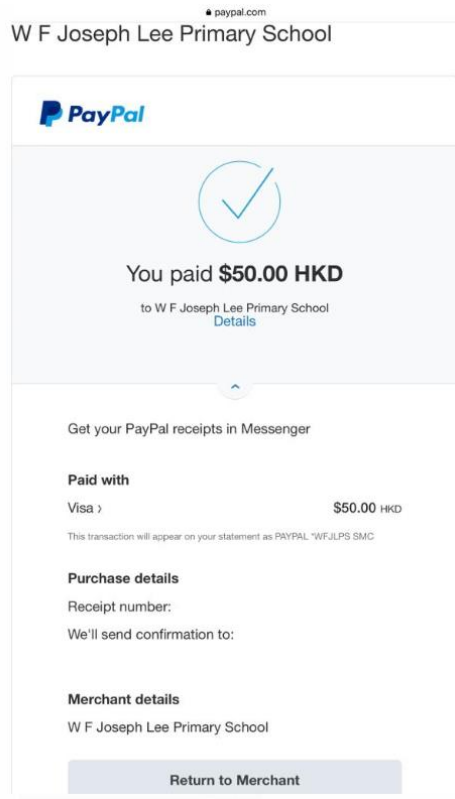 paypal.com
W F Joseph Lee Primary School
PayPal
You paid $50.00 HKD
to W F Joseph Lee Primary School
Details
Get your PayPal receipts in Messenger
Paid with
Visa › $50.00 HKD
This transaction will appear on your statement as PAYPAL *WFJLPS SMC
Purchase details
Receipt number:
We'll send confirmation to:
Merchant details
W F Joseph Lee Primary School
Return to Merchant